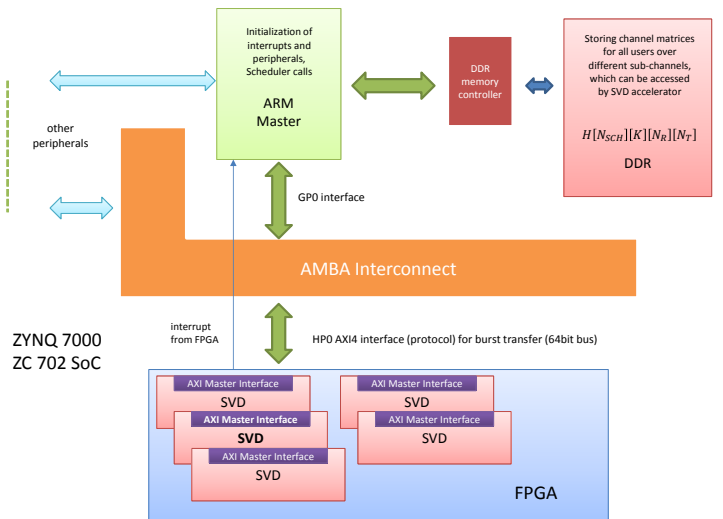 Initialization of
interrupts and
peripherals,
Scheduler calls
ARM
Master
DDR
memory
controller
Storing channel matrices
for all users over
different sub-channels,
which can be accessed
by SVD accelerator
H[N_{SCH}][K][N_R][N_T]
DDR
other
peripherals
GP0 interface
AMBA Interconnect
ZYNQ 7000
ZC 702 SoC
interrupt
from FPGA
HP0 AXI4 interface (protocol) for burst transfer (64bit bus)
AXI Master Interface
SVD
AXI Master Interface
SVD
AXI Master Interface
SVD
AXI Master Interface
SVD
AXI Master Interface
SVD
FPGA